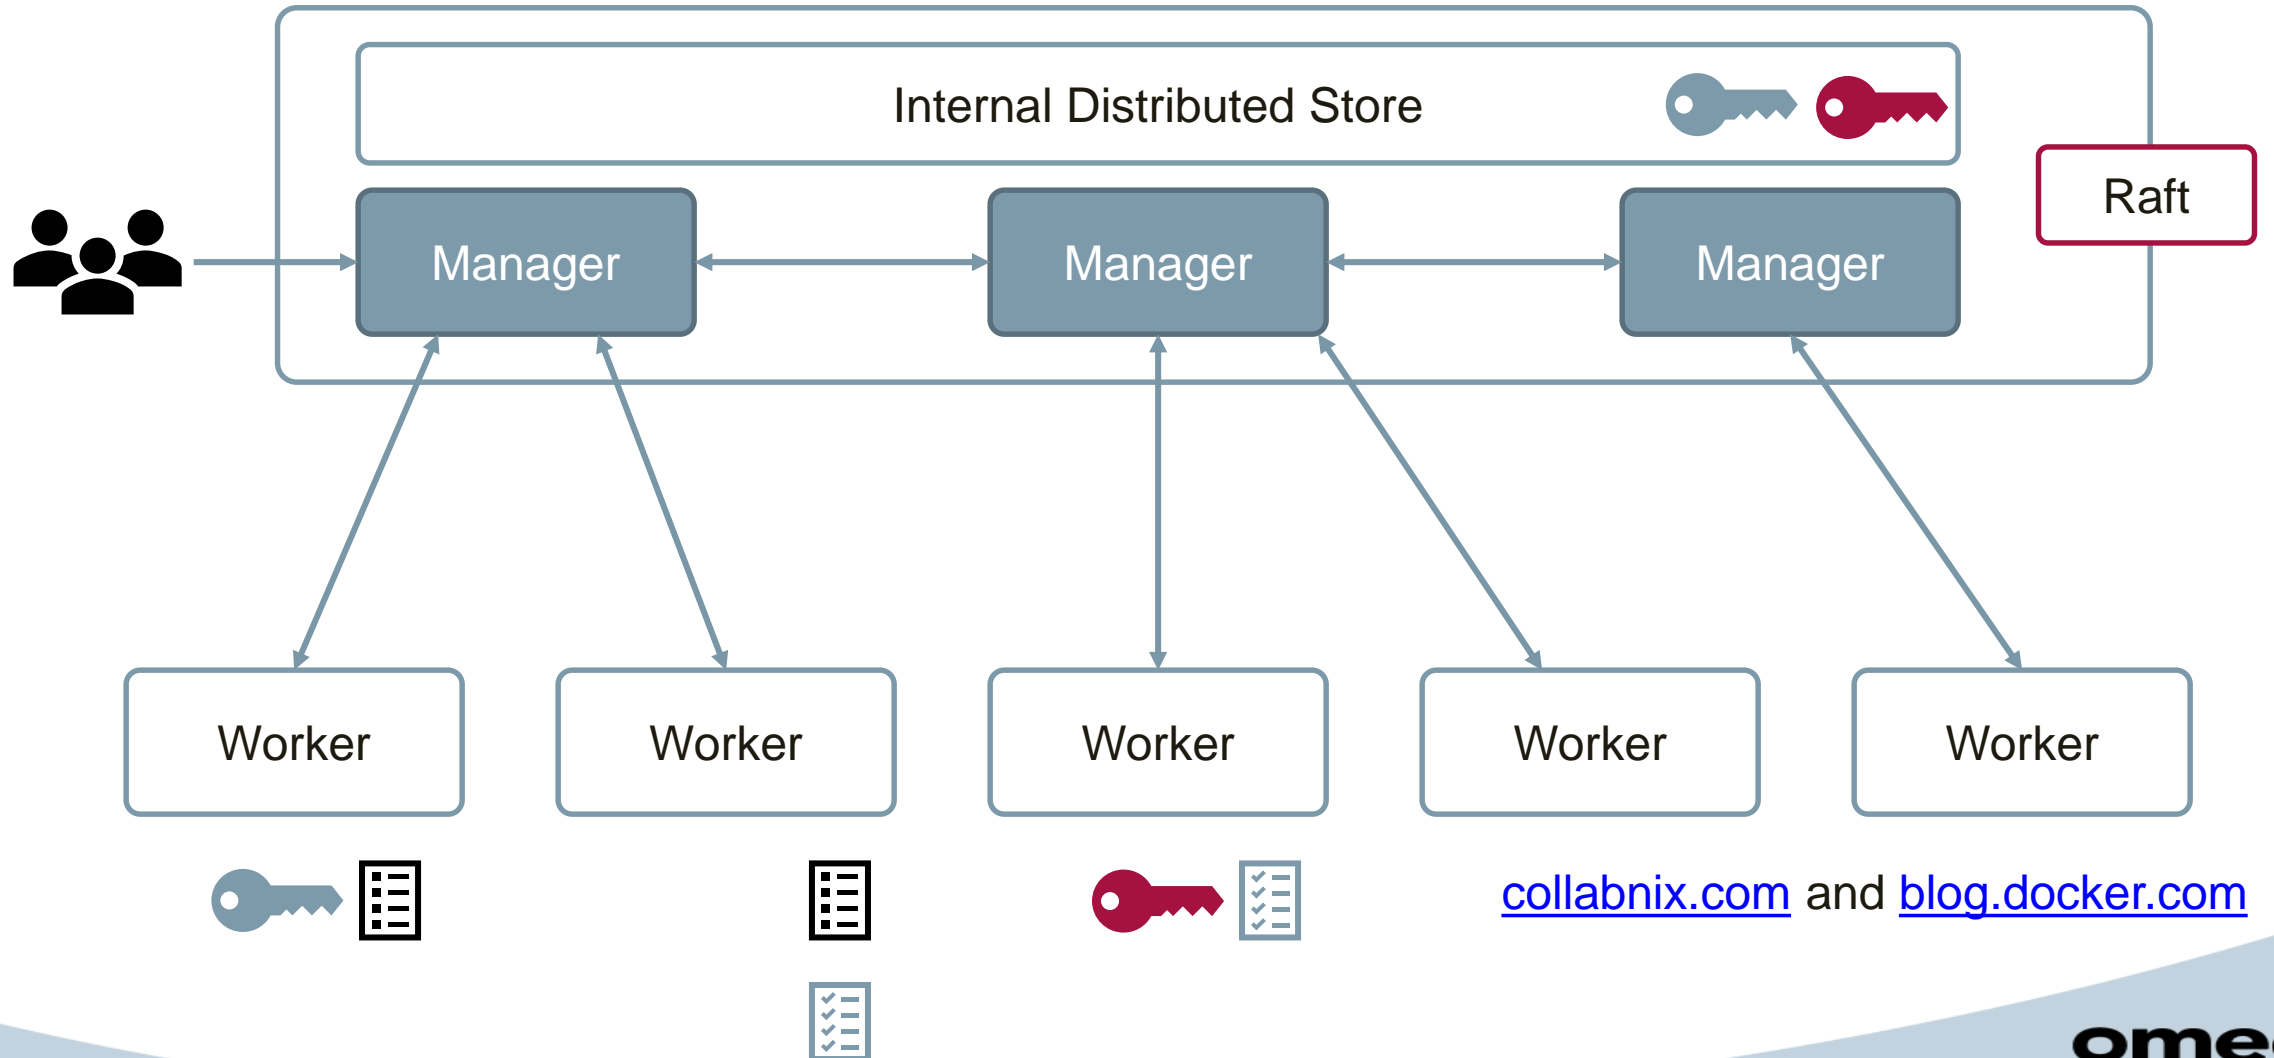 Internal Distributed Store
Raft
Manager
Manager
Manager
Worker
Worker
Worker
Worker
Worker
collabnix.com and blog.docker.com